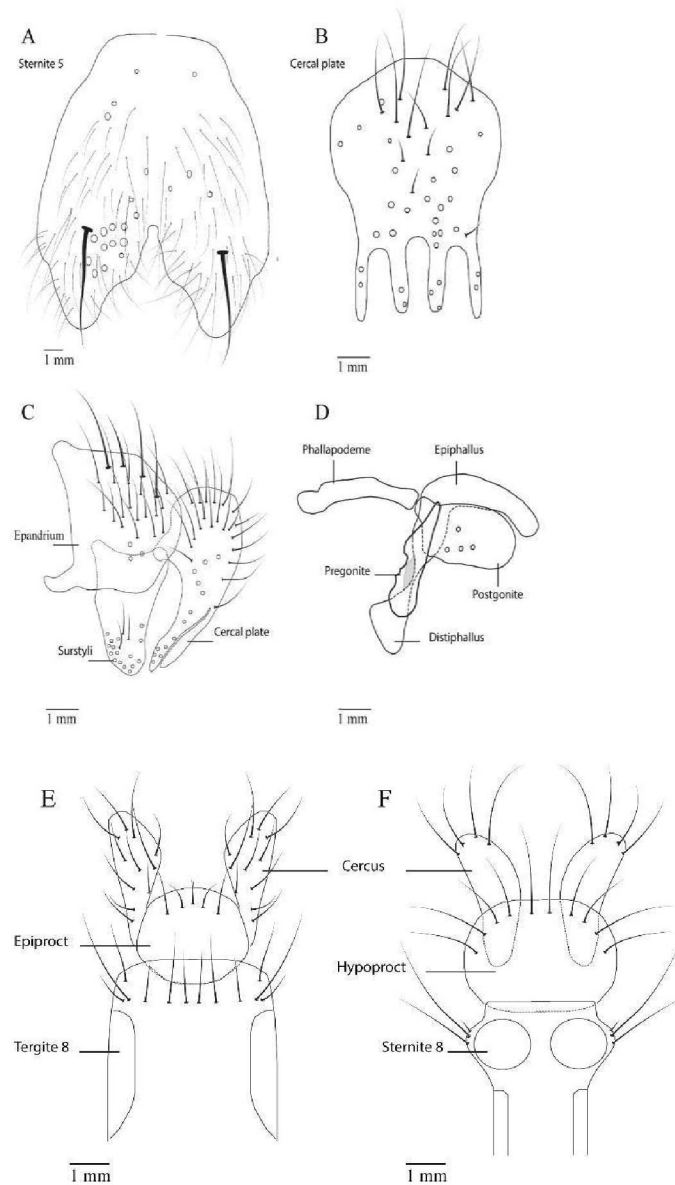 A
Sternite 5
1 mm
B
Cercal plate
1 mm
C
Epandrium
Surstyli
Cercal plate
1 mm
D
Phallapodeme
Epiphallus
Pregonite
Postgonite
Distiphallus
1 mm
E
Epiproct
Tergite 8
1 mm
Cercus
F
Hypoproct
Sternite 8
1 mm